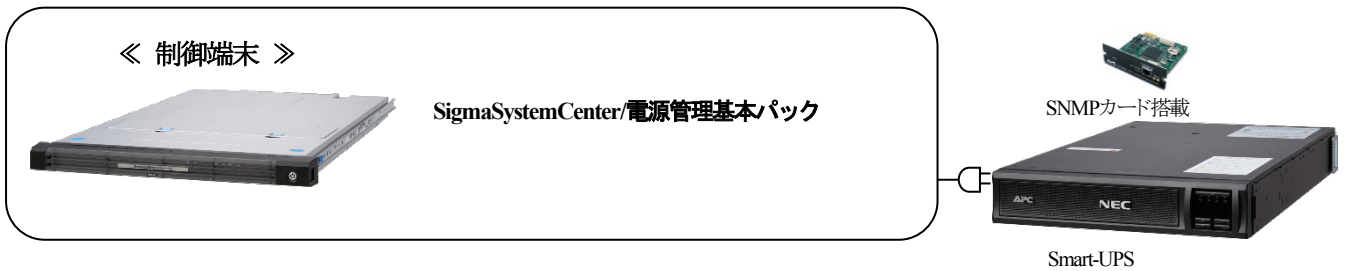 ≪ 制御端末 ≫
SigmaSystemCenter/電源管理基本パック
SNMPカード搭載
APC
NEC
Smart-UPS